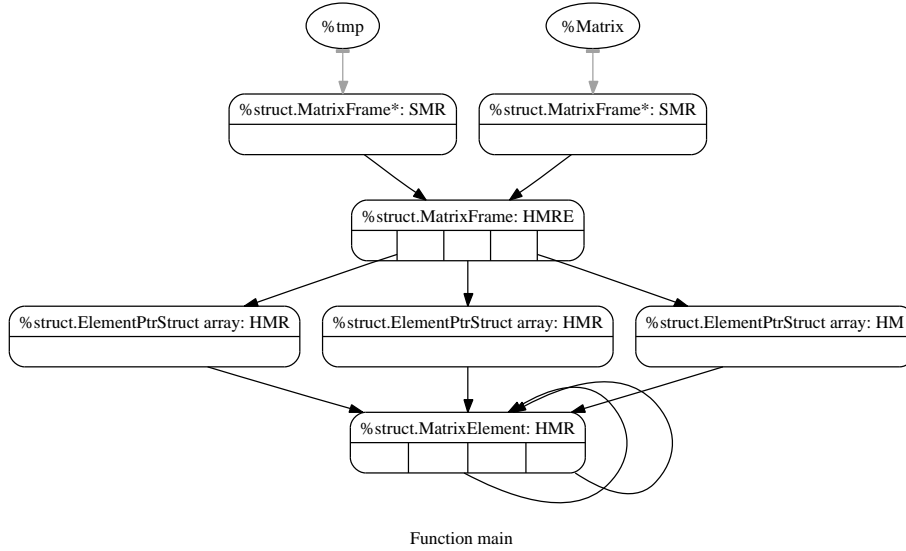 %tmp
%Matrix
%struct.MatrixFrame*: SMR
%struct.MatrixFrame*: SMR
%struct.MatrixFrame: HMRE
%struct.ElementPtrStruct array: HMR
%struct.ElementPtrStruct array: HMR
%struct.ElementPtrStruct array: HM
%struct.MatrixElement: HMR
Function main